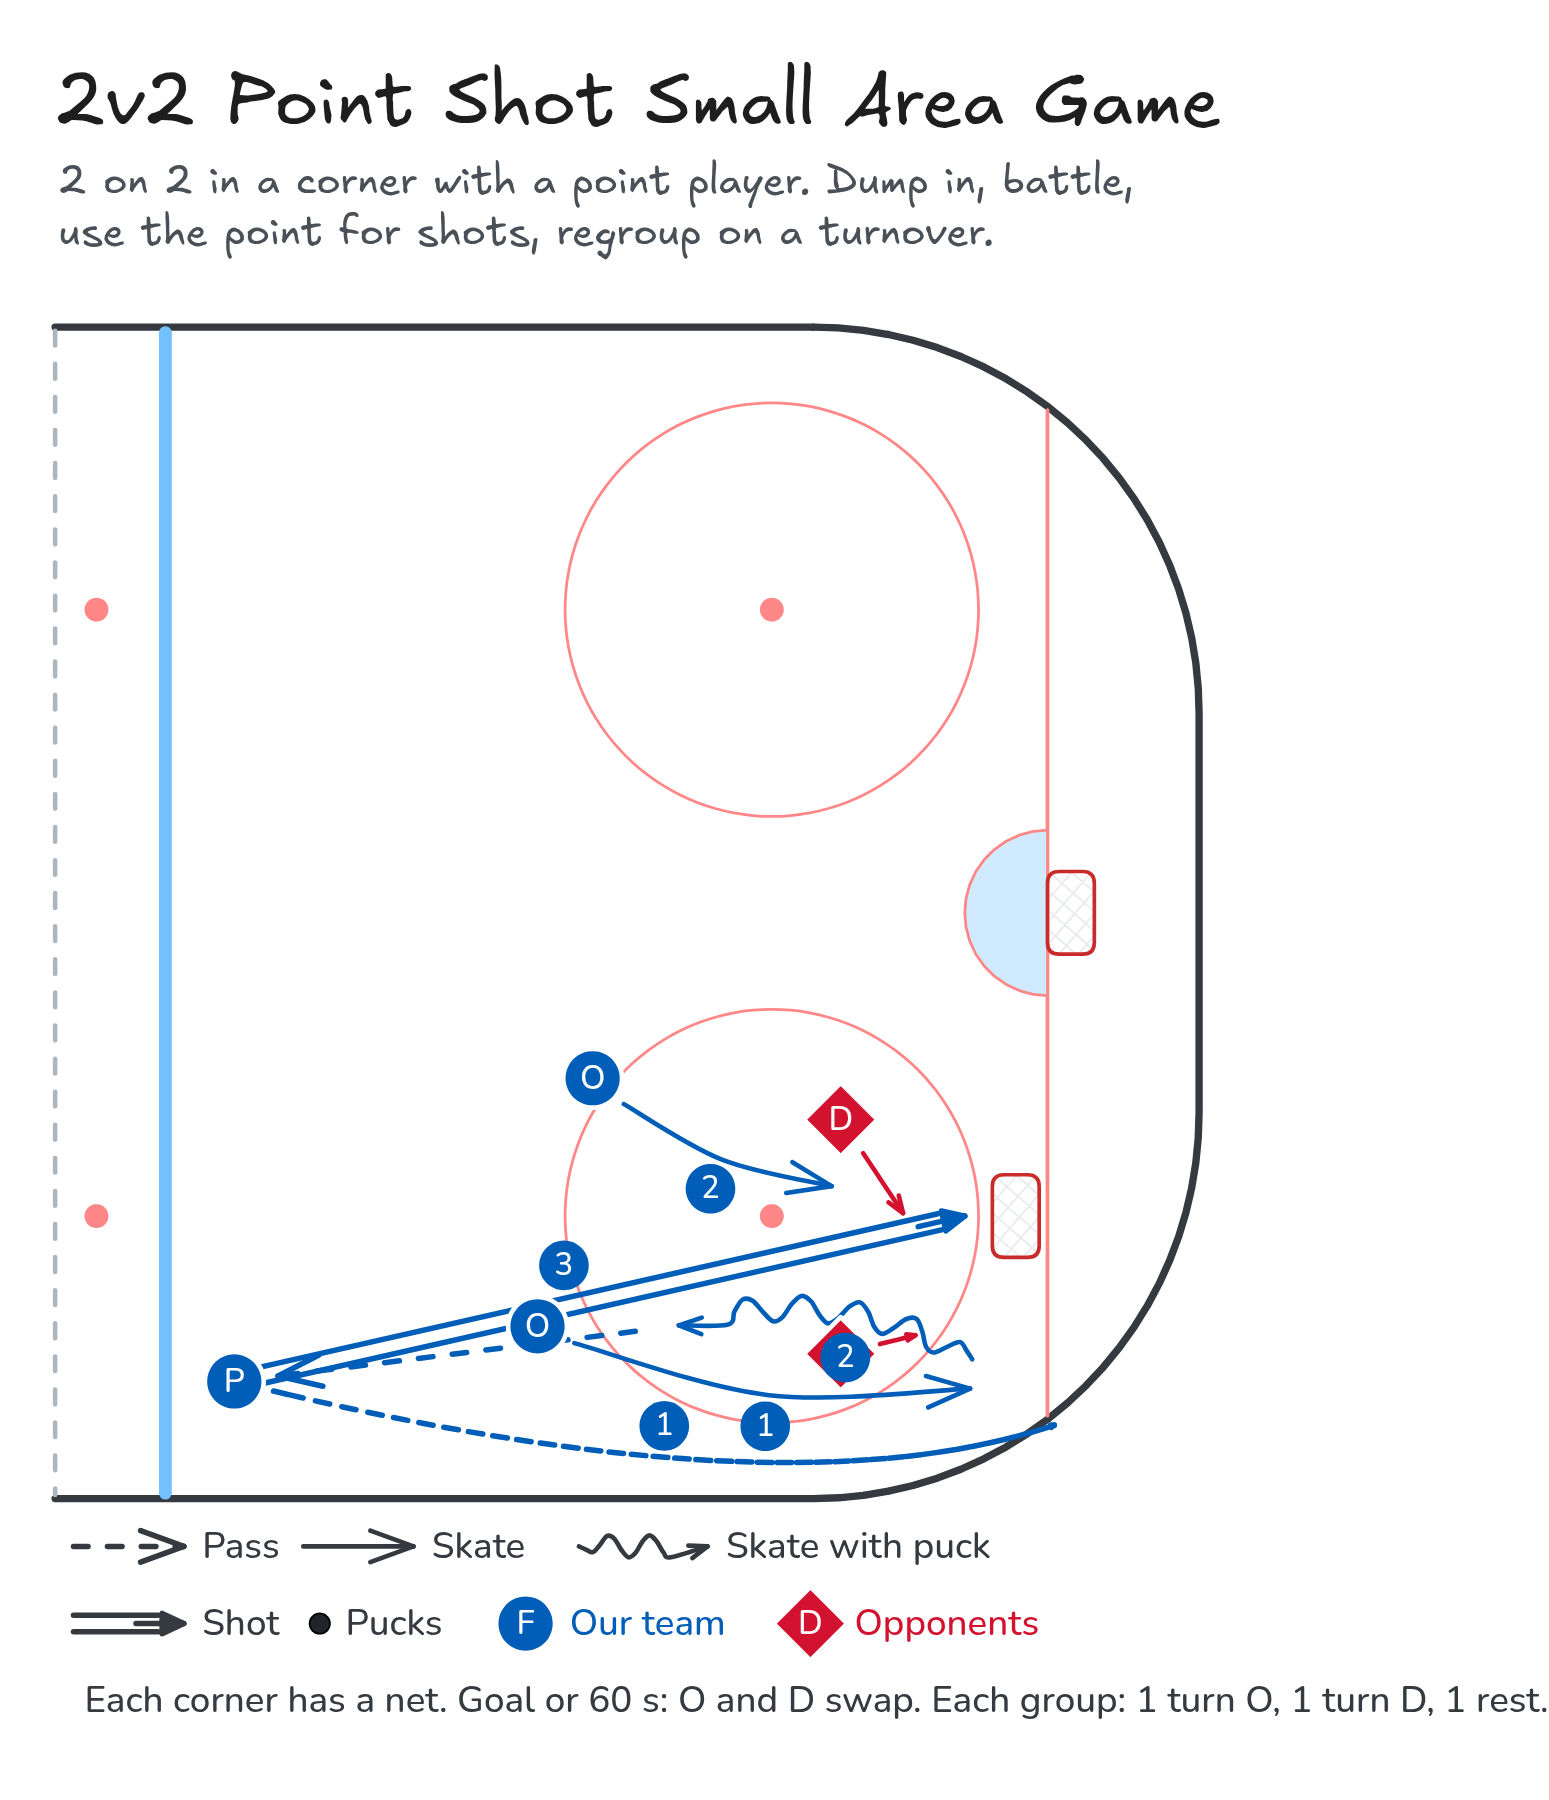 2v2 Point Shot Small Area Game
2 on 2 in a corner with a point player. Dump in, battle,
use the point for shots, regroup on a turnover.
O
D
2
3
O
2
P
1 1
Pass Skate Skate with puck
Shot Pucks F Our team D Opponents
Each corner has a net. Goal or 60 s: O and D swap. Each group: 1 turn O, 1 turn D, 1 rest.